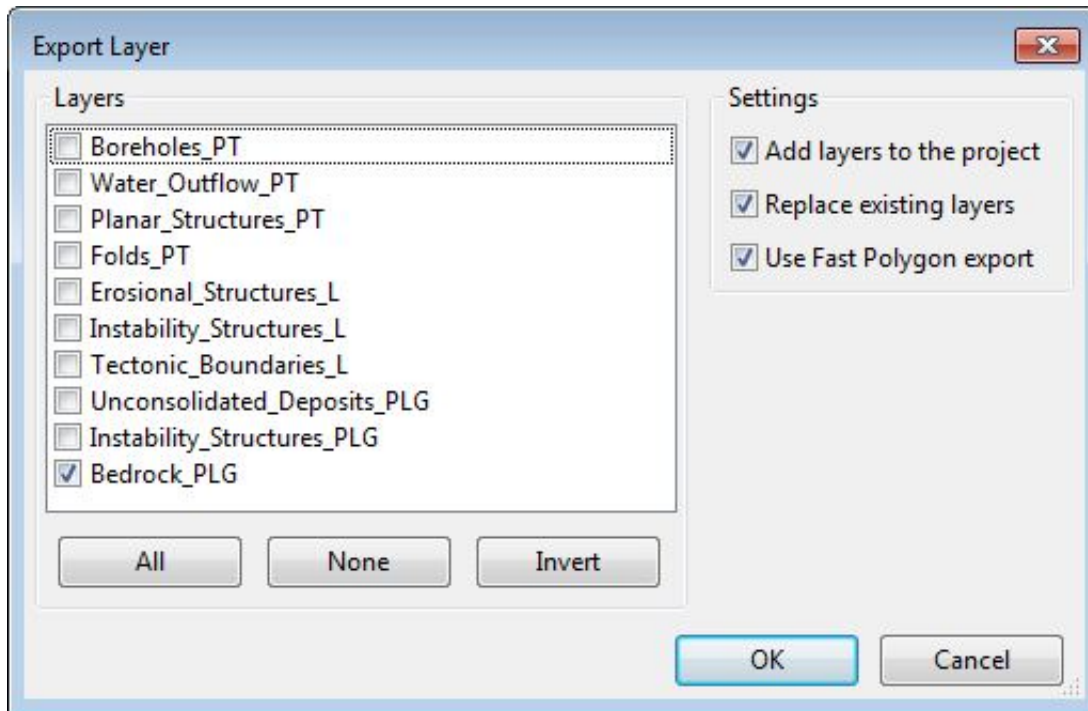 Export Layer
Layers
Boreholes_PT
Water_Outflow_PT
Planar_Structures_PT
Folds_PT
Erosional_Structures_L
Instability_Structures_L
Tectonic_Boundaries_L
Unconsolidated_Deposits_PLG
Instability_Structures_PLG
Bedrock_PLG
All None Invert
Settings
Add layers to the project
Replace existing layers
Use Fast Polygon export
OK Cancel